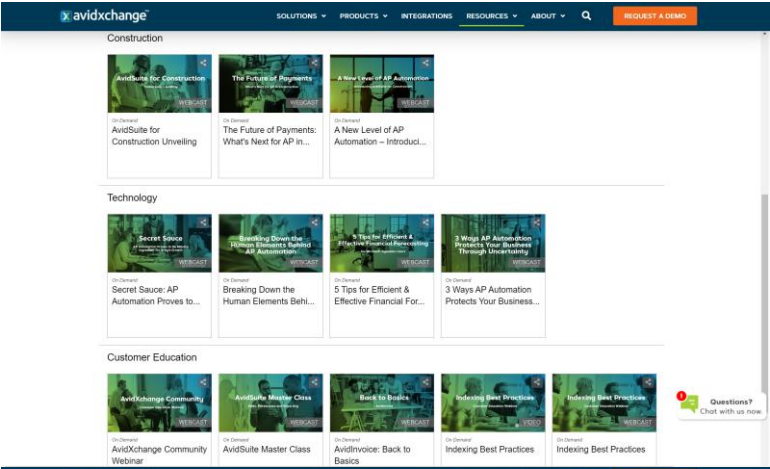 avidxchange
SOLUTIONS PRODUCTS INTEGRATIONS RESOURCES ABOUT REQUEST A DEMO
Construction
AvidSuite for Construction
WEBCAST
The Future of Payments
WEBCAST
A New Level of AP Automation
WEBCAST
On Demand
AvidSuite for
Construction Unveiling
On Demand
The Future of Payments:
What's Next for AP in...
On Demand
A New Level of AP
Automation – Introduci...
Technology
Secret Sauce
WEBCAST
Breaking Down the
Human Elements Behind
AP Automation
WEBCAST
5 Tips for Efficient &
Effective Financial Forecasting
WEBCAST
3 Ways AP Automation
Protects Your Business
Through Uncertainty
WEBCAST
On Demand
Secret Sauce: AP
Automation Proves to...
On Demand
Breaking Down the
Human Elements Behi...
On Demand
5 Tips for Efficient &
Effective Financial For...
On Demand
3 Ways AP Automation
Protects Your Business...
Customer Education
AvidXchange Community
WEBCAST
AvidSuite Master Class
WEBCAST
Back to Basics
WEBCAST
Indexing Best Practices
VIDEO
Indexing Best Practices
WEBCAST
On Demand
AvidXchange Community
Webinar
On Demand
AvidSuite Master Class
On Demand
AvidInvoice: Back to
Basics
On Demand
Indexing Best Practices
On Demand
Indexing Best Practices
Questions?
Chat with us now.